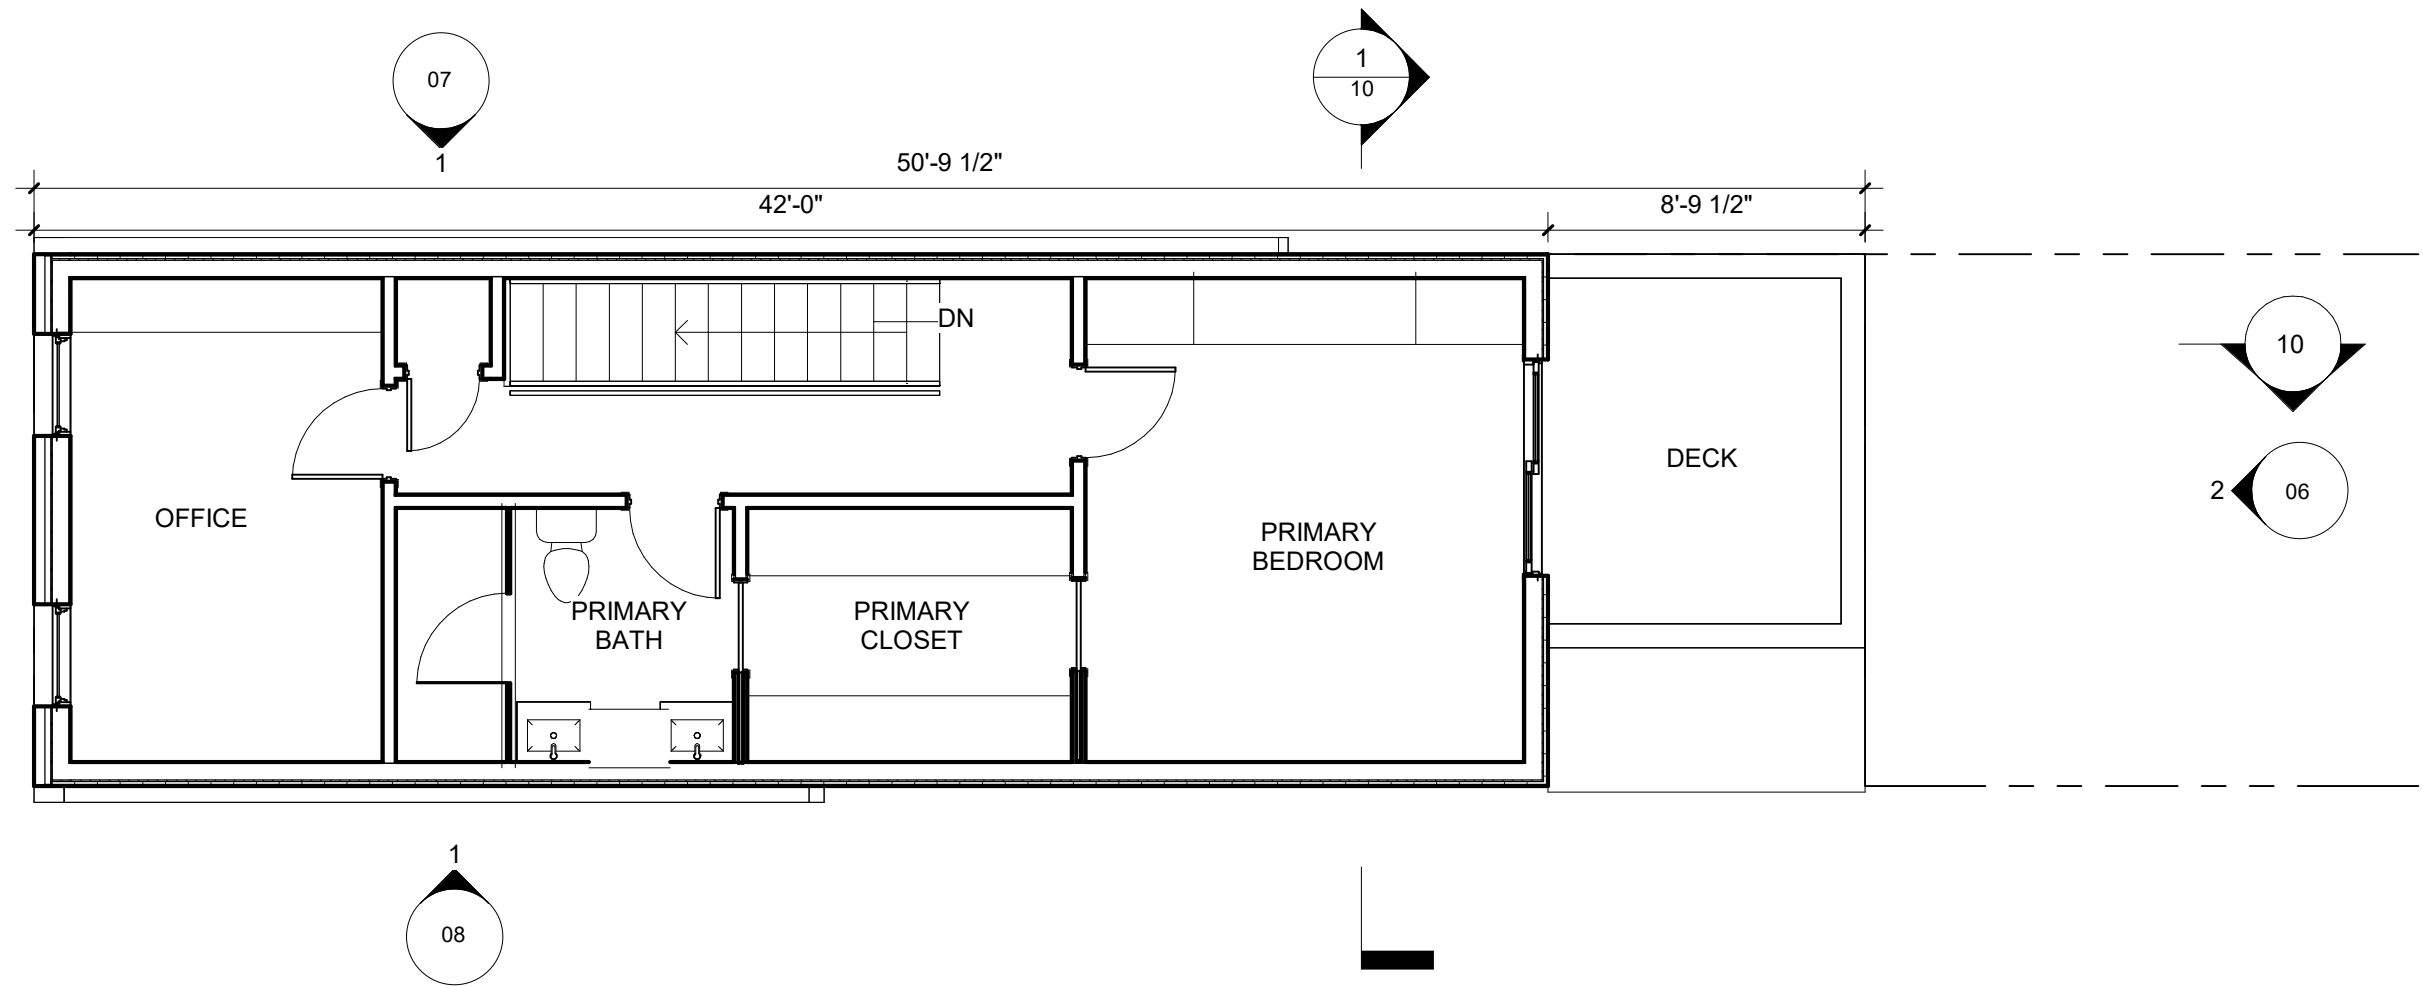 07
1
1
10
50'-9 1/2"
42'-0"
8'-9 1/2"
DN
10
DECK
2
06
OFFICE
PRIMARY
BEDROOM
PRIMARY
BATH
PRIMARY
CLOSET
1
08